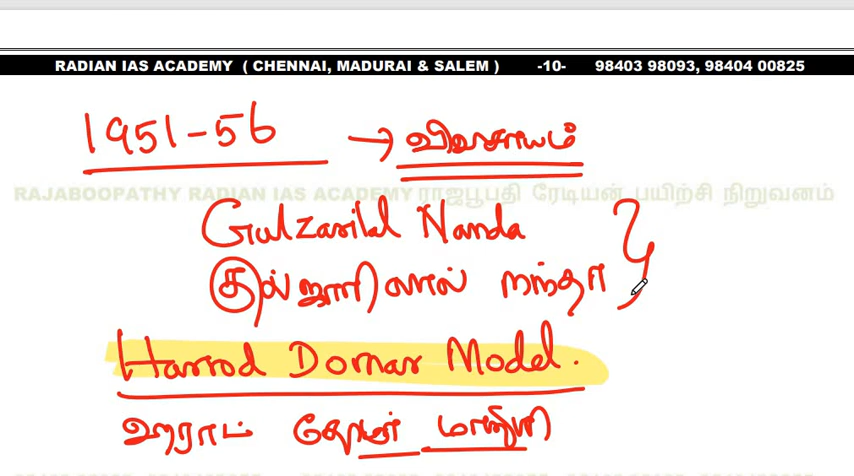 RADIAN IAS ACADEMY ( CHENNAI, MADURAI & SALEM ) -10- 98403 98093, 98404 00825
1951-56 → விவசாயம்
RAJABOOPATHY RADIAN IAS ACADEMY ராஜபூபதி ரேடியன் பயிற்சி நிறுவனம்
Gulzarilal Nanda
குல்ஜாரிலால் நந்தா
Harrod Domar Model.
ஹராட் தோமர் மாதிரி